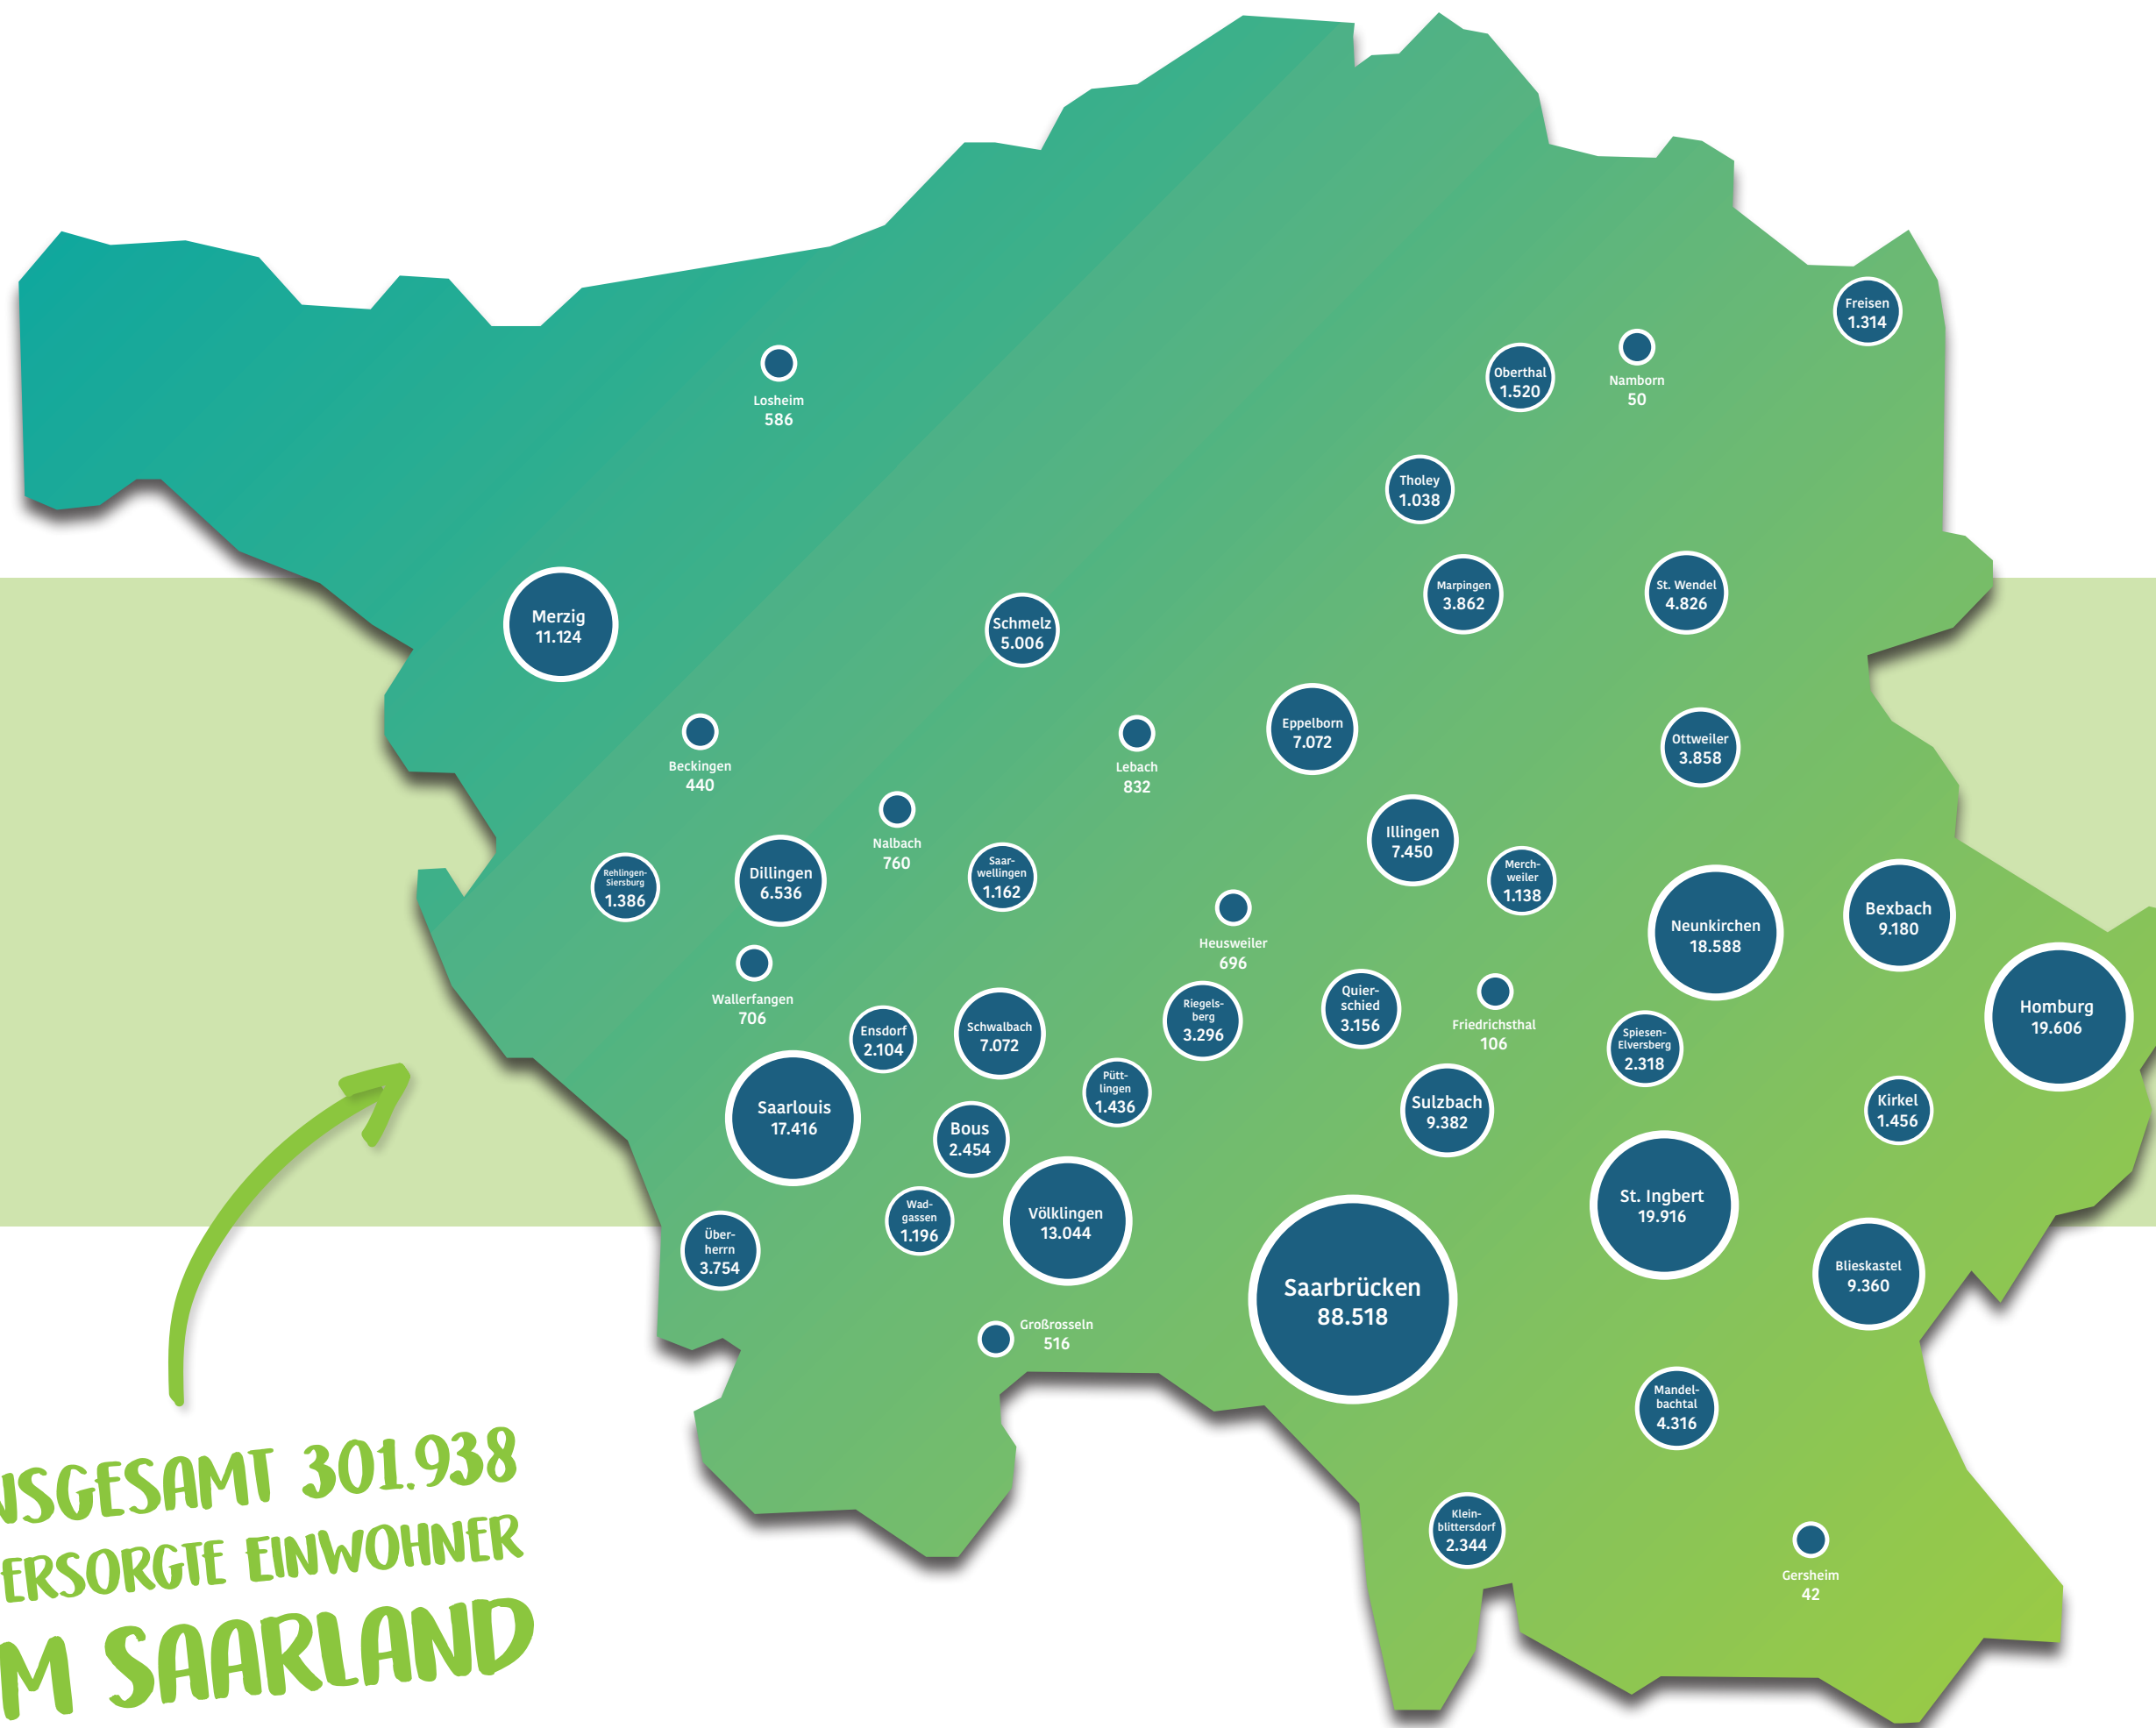 Freisen
1.314
Namborn
50
Oberthal
1.520
Losheim
586
Tholey
1.038
Marpingen
3.862
St. Wendel
4.826
Merzig
11.124
Schmelz
5.006
Eppelborn
7.072
Ottweiler
3.858
Beckingen
440
Lebach
832
Nalbach
760
Illingen
7.450
Rehlingen-
Siersburg
1.386
Dillingen
6.536
Saar-
wellingen
1.162
Merch-
weiler
1.138
Neunkirchen
18.588
Bexbach
9.180
Heusweiler
696
Wallerfangen
706
Homburg
19.606
Ensdorf
2.104
Schwalbach
7.072
Riegels-
berg
3.296
Quier-
schied
3.156
Friedrichsthal
106
Spiesen-
Elversberg
2.318
Saarlouis
17.416
Pütt-
lingen
1.436
Sulzbach
9.382
Kirkel
1.456
Bous
2.454
Wad-
gassen
1.196
Völklingen
13.044
St. Ingbert
19.916
Über-
herrn
3.754
Saarbrücken
88.518
Blieskastel
9.360
Großrosseln
516
Mandel-
bachtal
4.316
Klein-
blittersdorf
2.344
Gersheim
42
NSGESAMT 301.938
ERSORGTE EINWOHNER
M SAARLAND